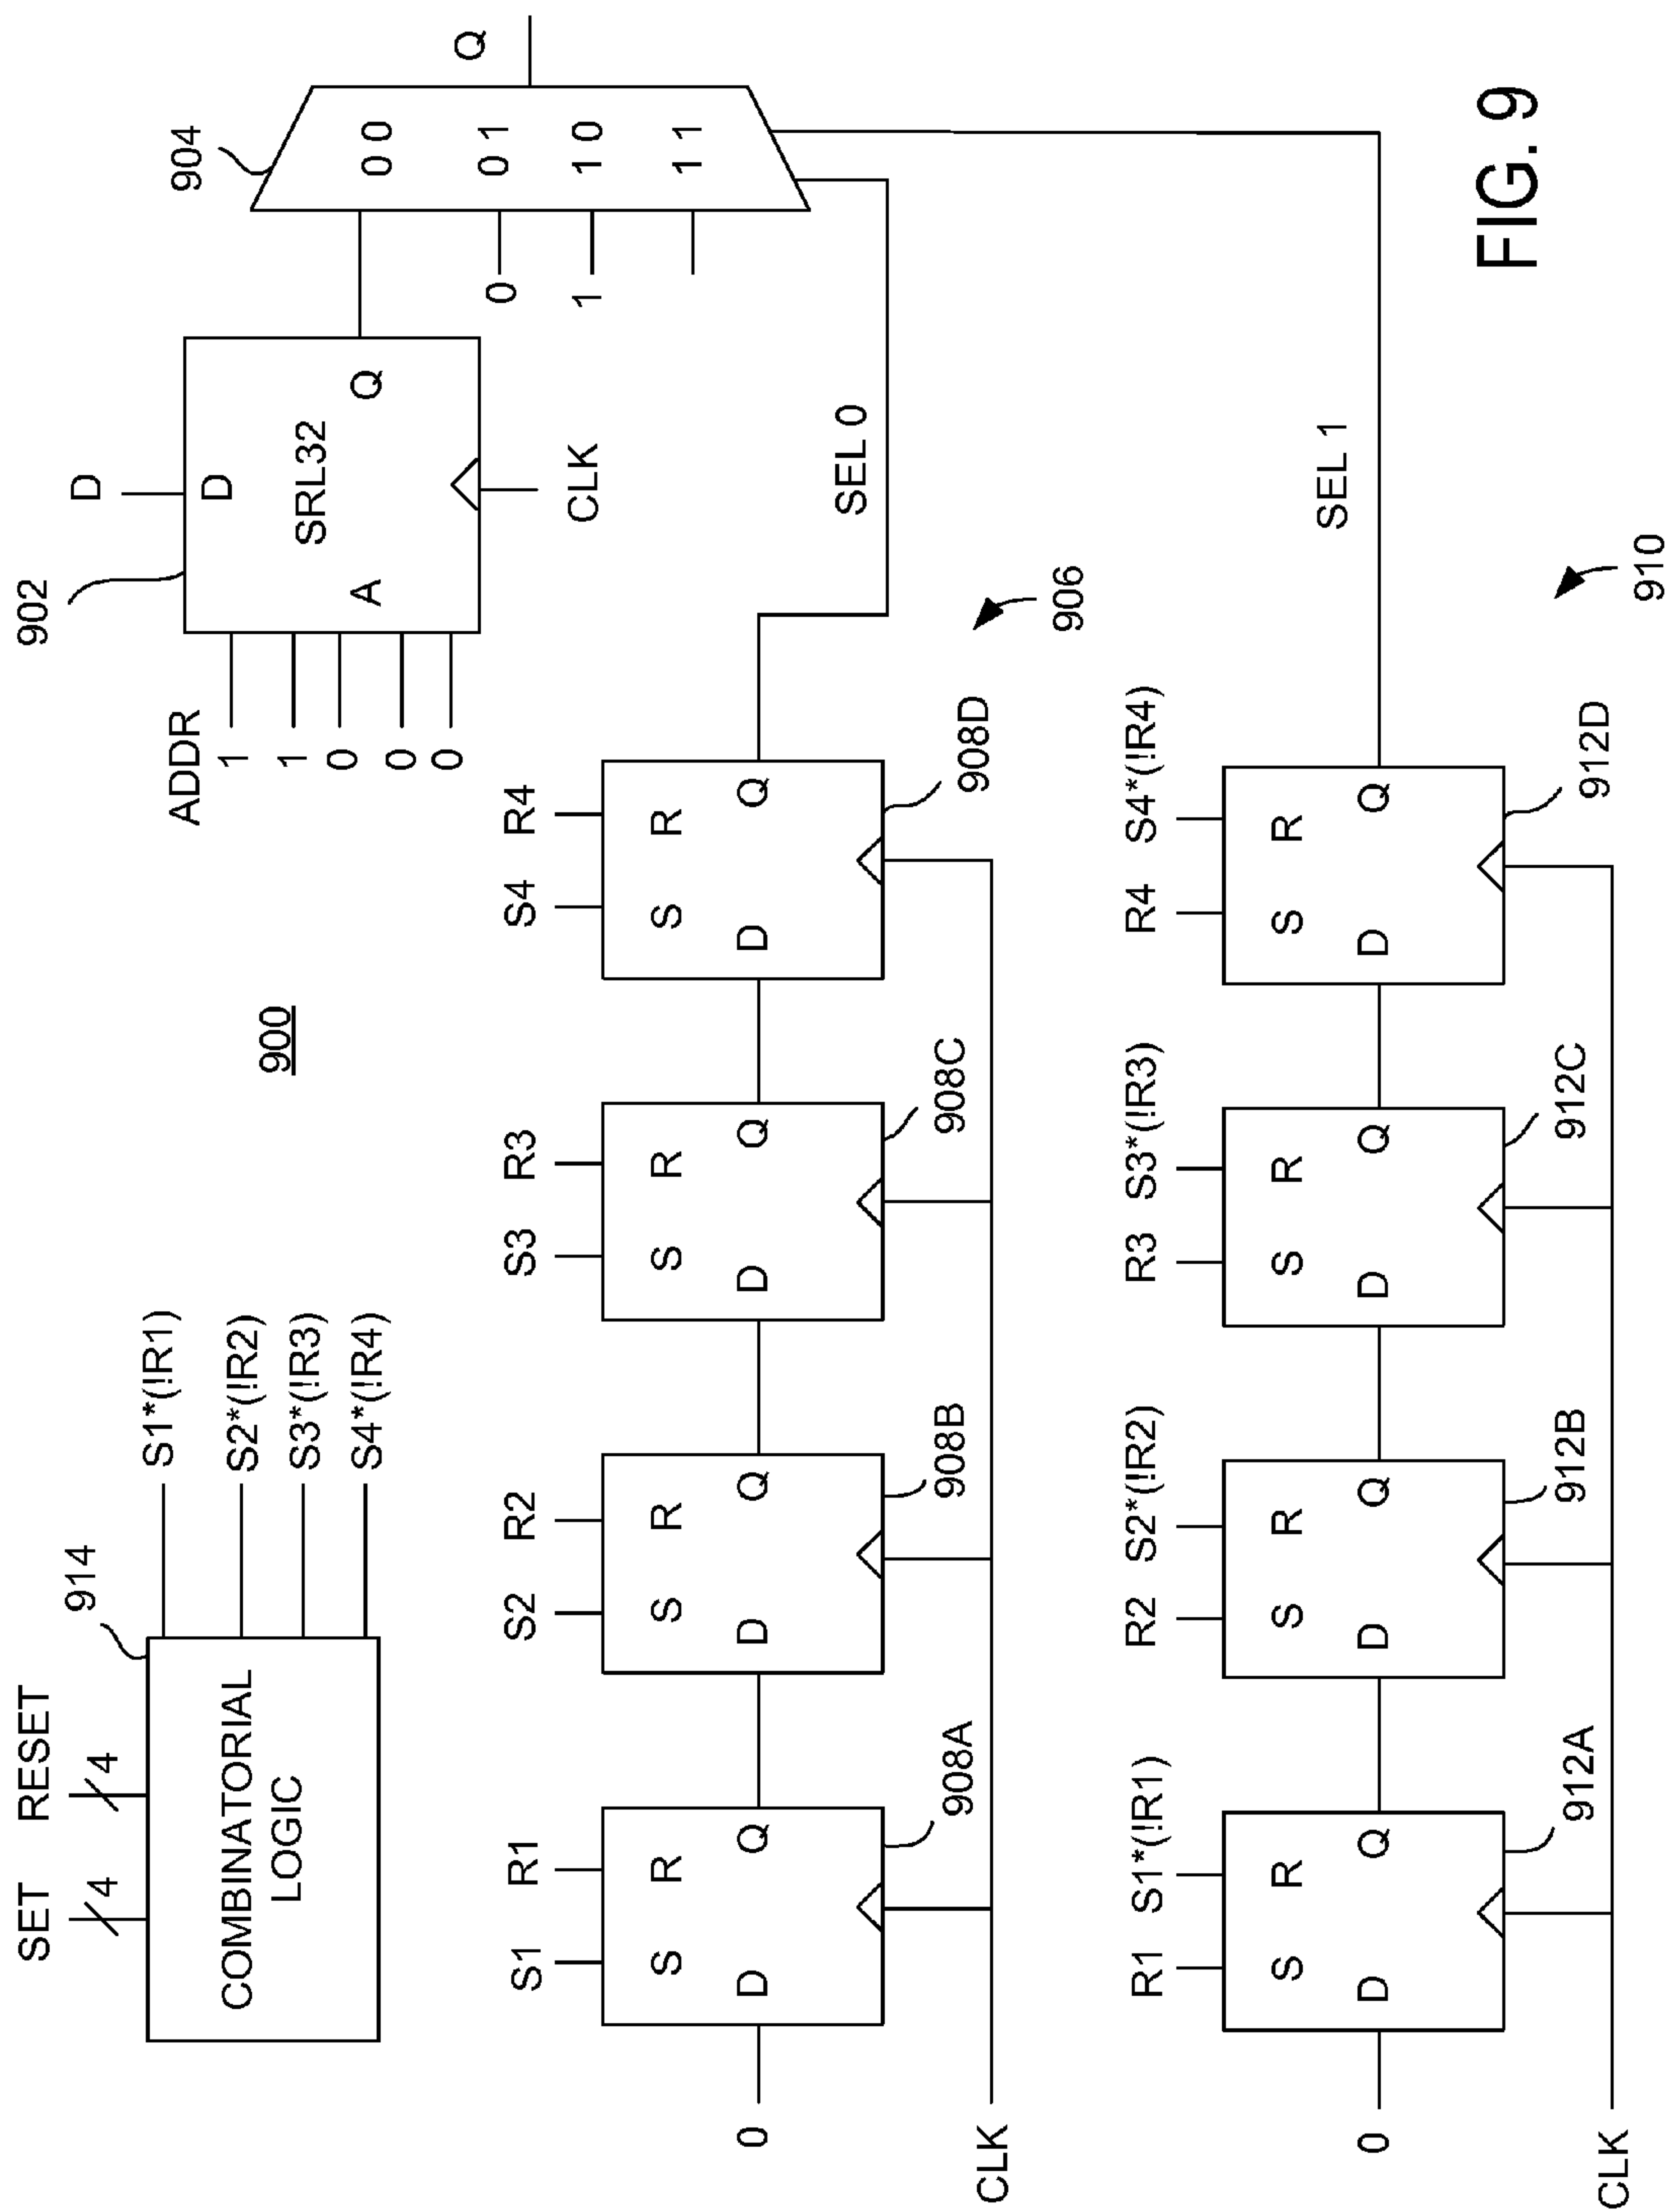 SET RESET
4 4
914
COMBINATORIAL
LOGIC
S1*(!R1)
S2*(!R2)
S3*(!R3)
S4*(!R4)
900
902
D
ADDR
1
1
0
0
0
D
SRL32
A
Q
CLK
904
0
1
0 0
0 1
1 0
1 1
Q
S1 R1 S2 R2 S3 R3 S4 R4
S R S R S R S R
0 D Q D Q D Q D Q
SEL 0
908A 908B 908C 908D
CLK
906
R1 S1*(!R1) R2 S2*(!R2) R3 S3*(!R3) R4 S4*(!R4)
S R S R S R S R
0 D Q D Q D Q D Q
SEL 1
912A 912B 912C 912D
CLK
910
FIG. 9